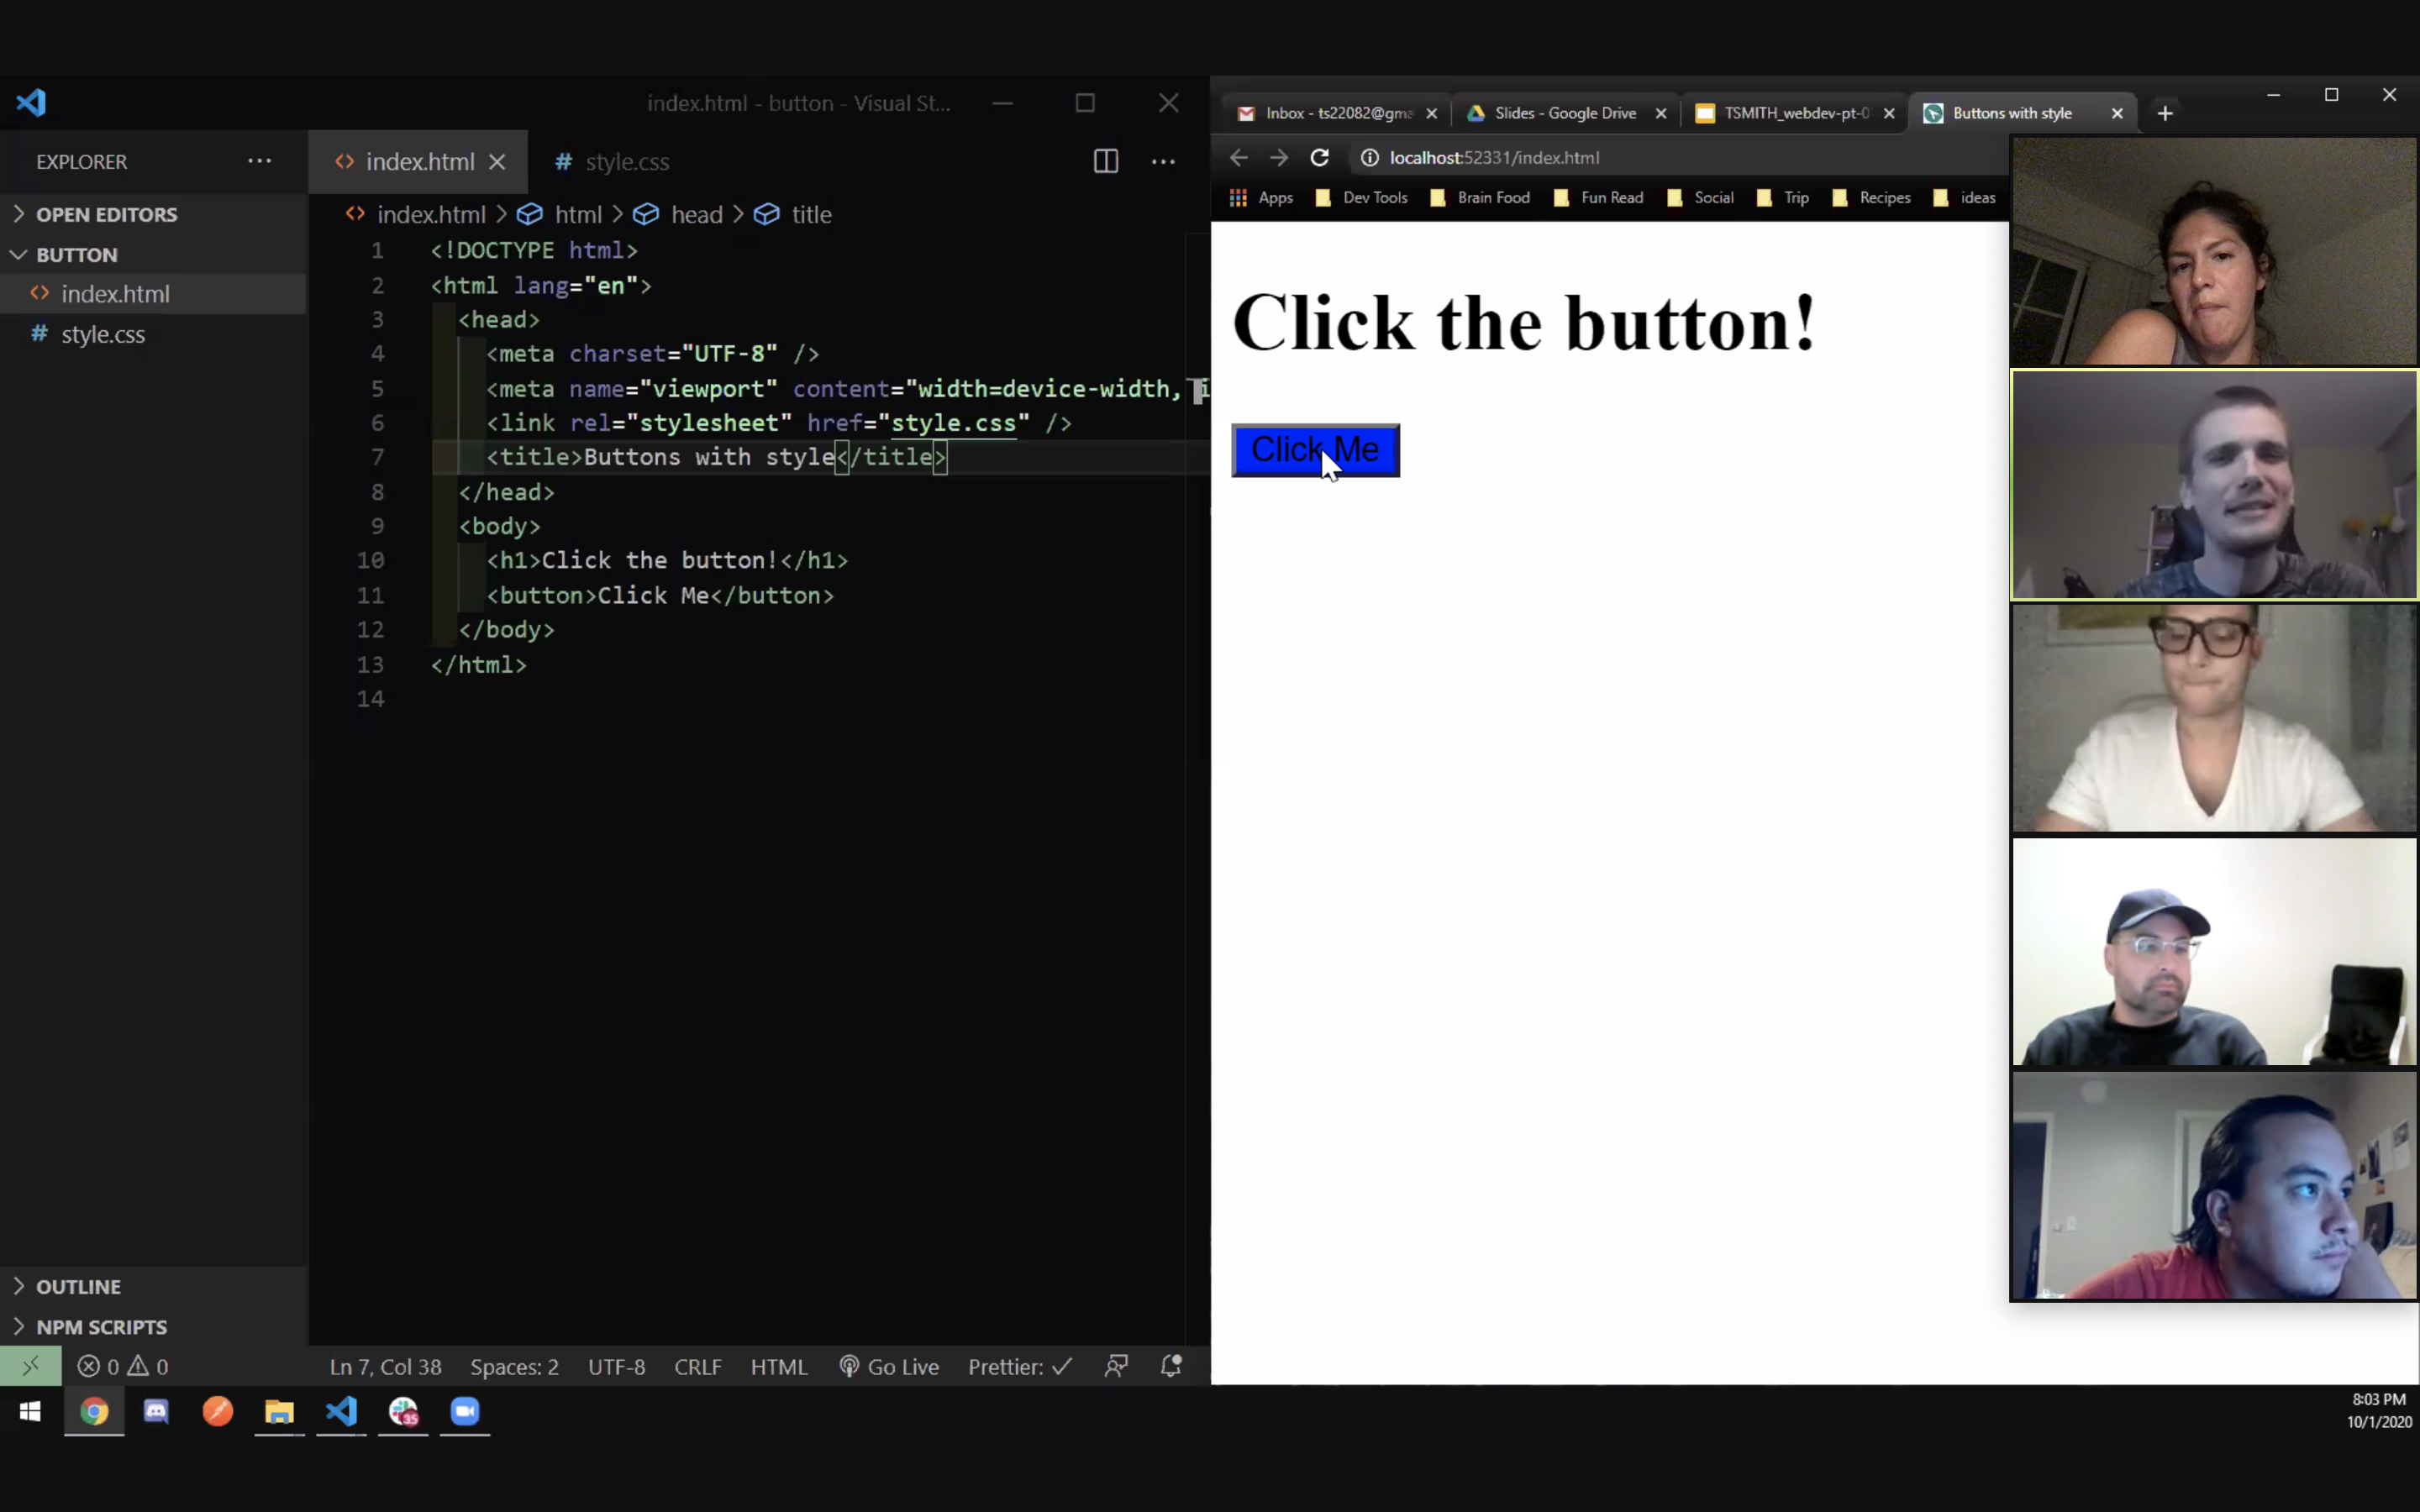 index.html - button - Visual St...
EXPLORER
index.html
style.css
OPEN EDITORS
BUTTON
index.html
style.css
index.html > html > head > title
1 <!DOCTYPE html>
2 <html lang="en">
3 <head>
4 <meta charset="UTF-8" />
5 <meta name="viewport" content="width=device-width, i
6 <link rel="stylesheet" href="style.css" />
7 <title>Buttons with style</title>
8 </head>
9 <body>
10 <h1>Click the button!</h1>
11 <button>Click Me</button>
12 </body>
13 </html>
14
OUTLINE
NPM SCRIPTS
0 0
Ln 7, Col 38 Spaces: 2 UTF-8 CRLF HTML Go Live Prettier: ✓
Inbox - ts22082@gma
Slides - Google Drive
TSMITH_webdev-pt-0
Buttons with style
localhost:52331/index.html
Apps Dev Tools Brain Food Fun Read Social Trip Recipes ideas
Click the button!
Click Me
35
8:03 PM
10/1/2020